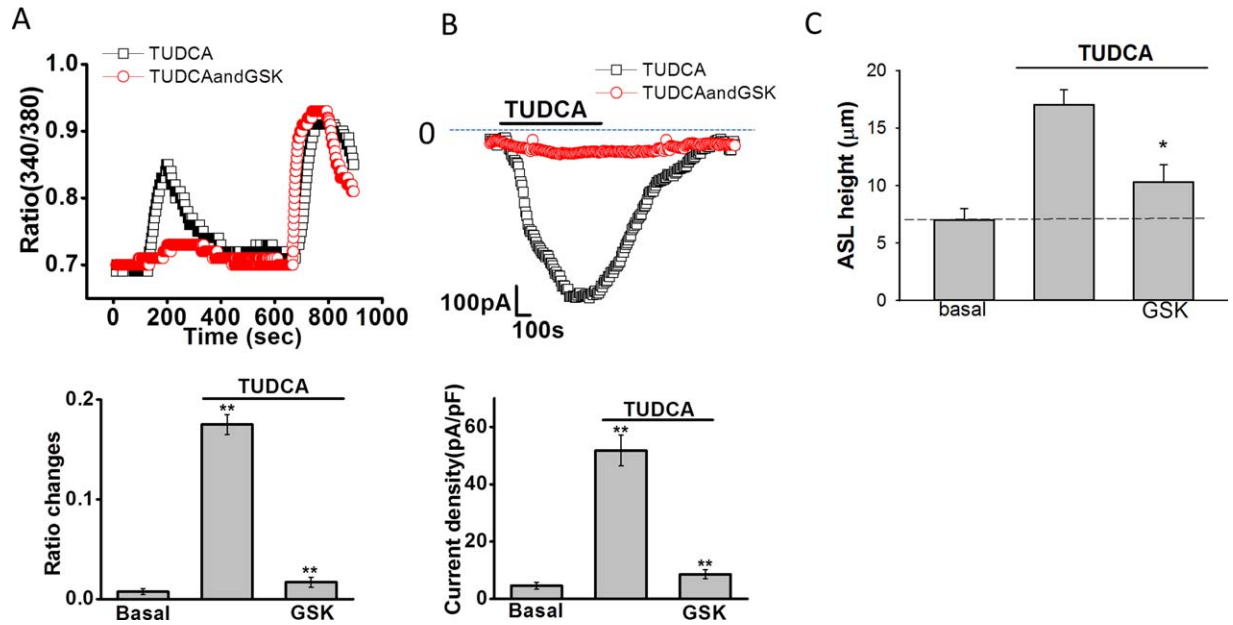 A
TUDCA
TUDCAandGSK
1.0
0.9
0.8
0.7
Ratio(340/380)
0 200 400 600 800 1000
Time (sec)
B
TUDCA
TUDCAandGSK
TUDCA
0
100pA
100s
C
TUDCA
20
15
10
5
0
ASL height (μm)
*
basal GSK
TUDCA
0.2
0.1
0.0
Ratio changes
**
**
Basal GSK
TUDCA
60
40
20
0
Current density(pA/pF)
**
**
Basal GSK